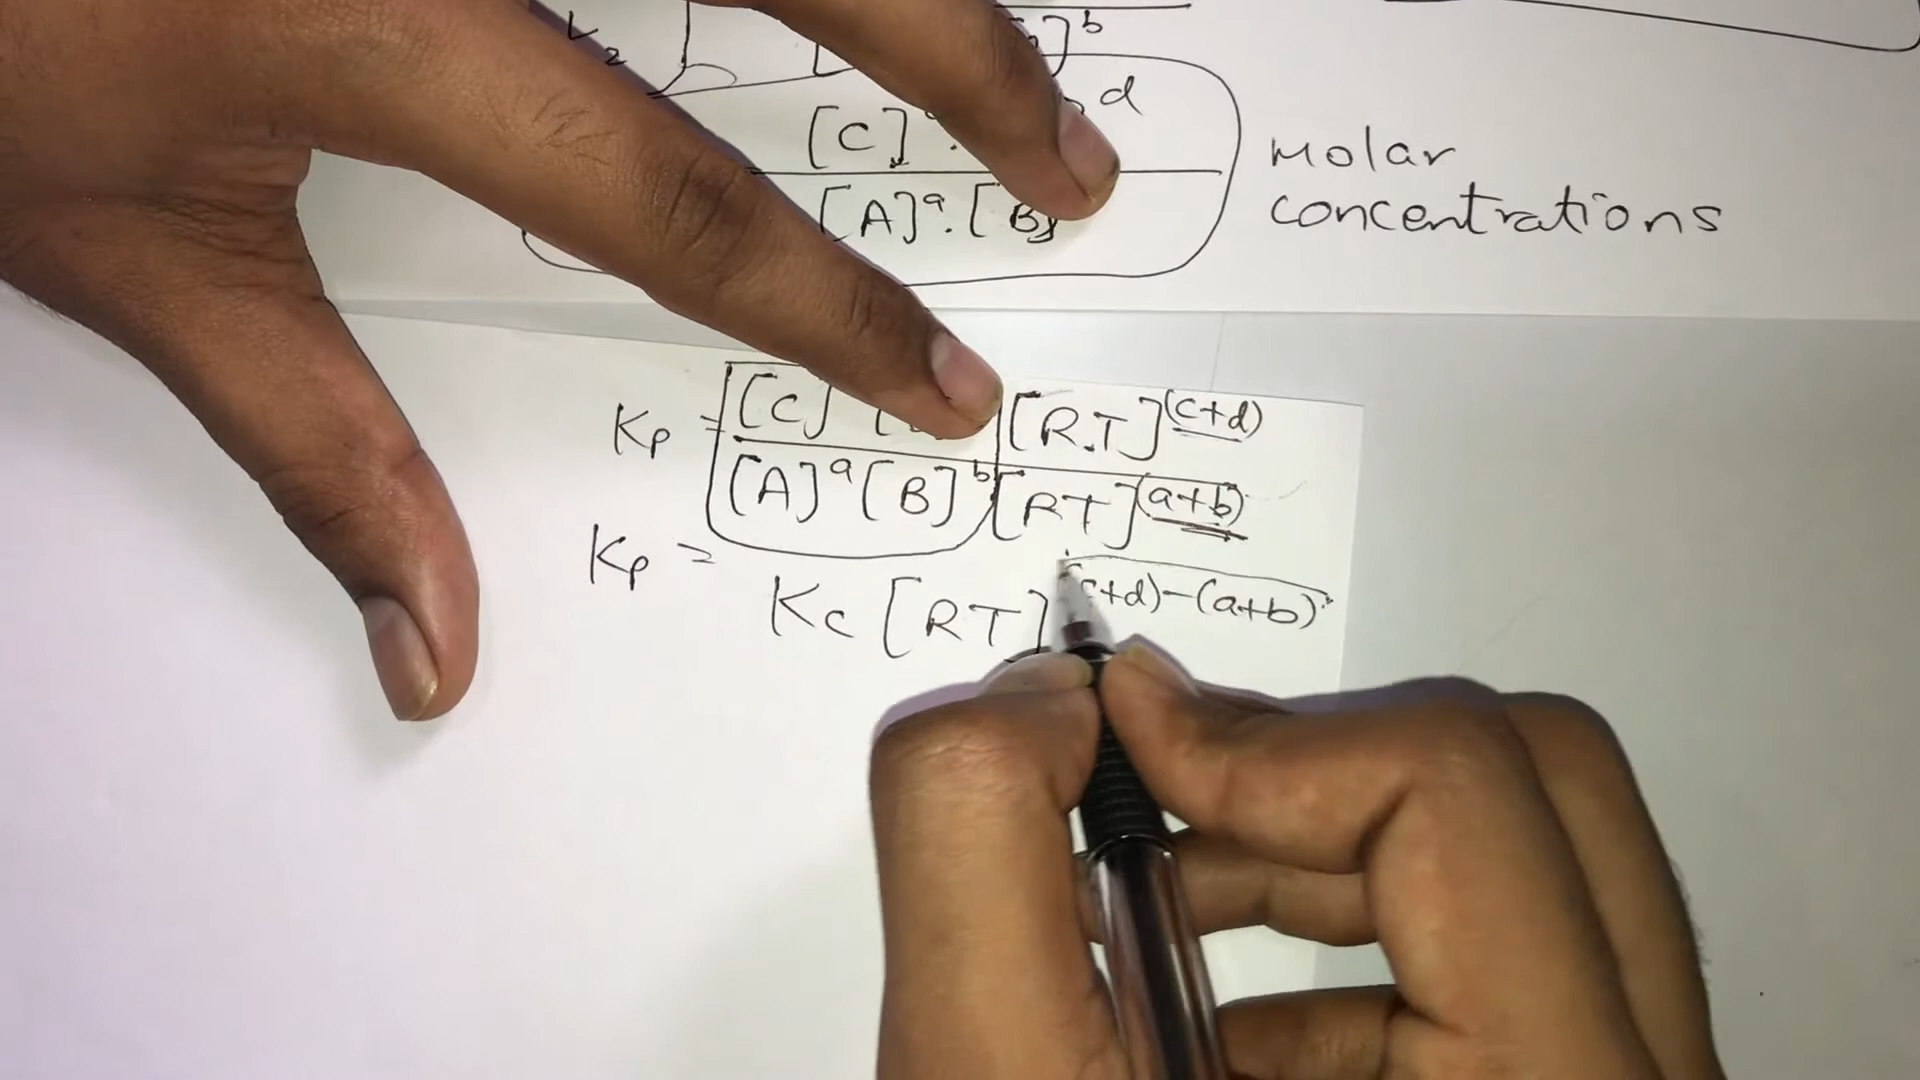 ]ᵇ
d
[C] .
[A]ᵃ . [B]
Molar
concentrations
Kp = [C] [RT]^(c+d)
[A]ᵃ [B]ᵇ [RT]^(a+b)
Kp =
Kc [RT] c+d)-(a+b)